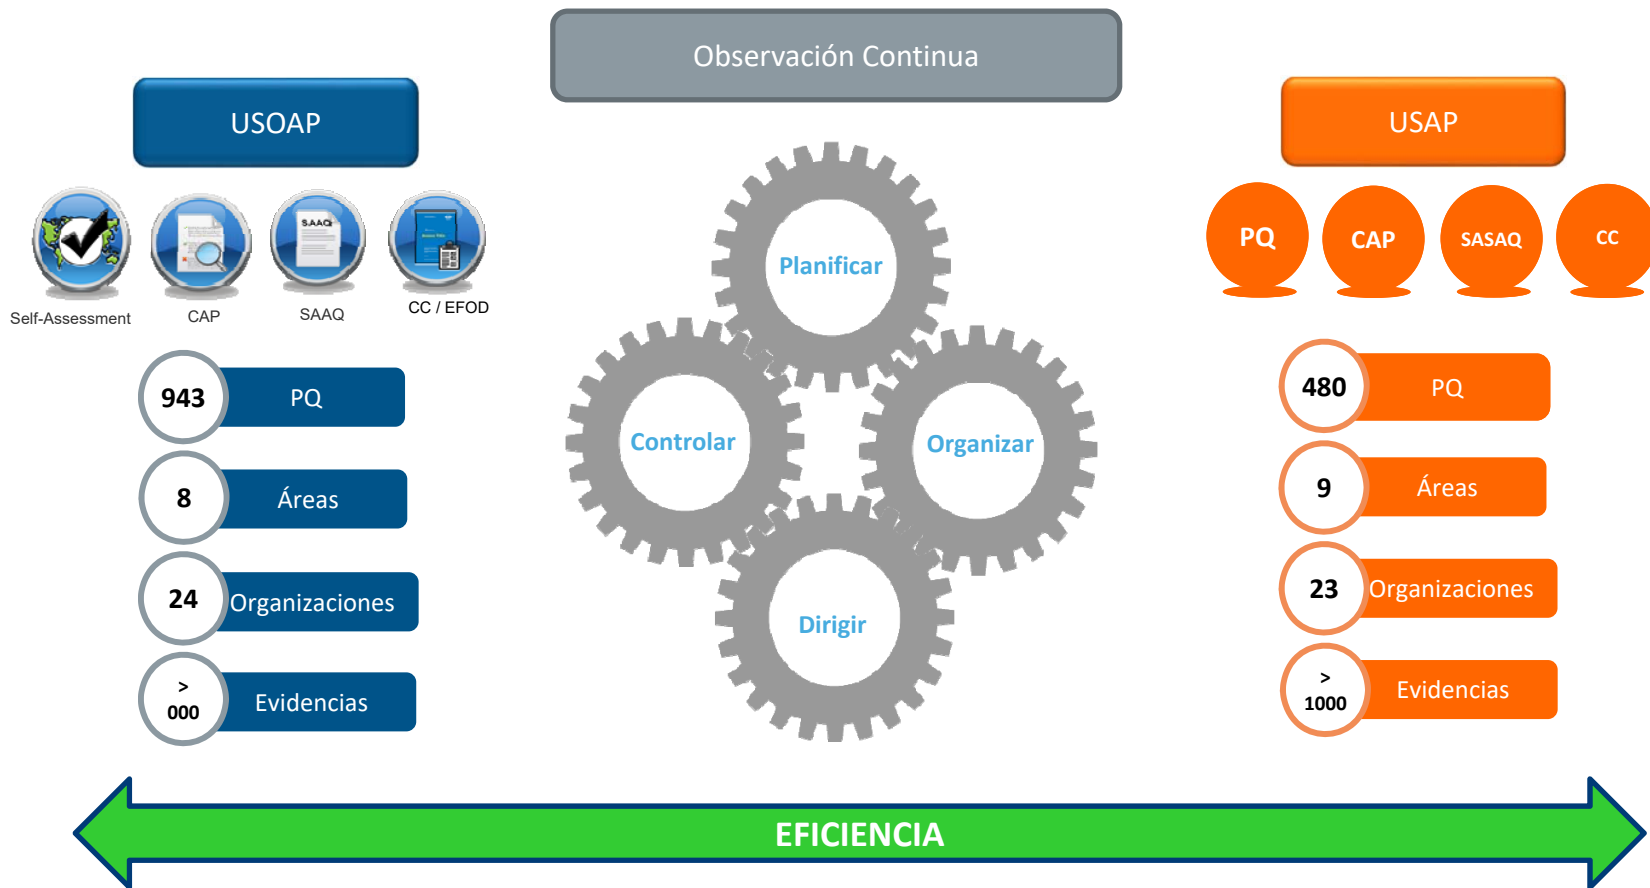 Observación Continua
USOAP
Self-Assessment
CAP
SAAQ
SAAQ
CC / EFOD
943
PQ
8
Áreas
24
Organizaciones
>
000
Evidencias
Planificar
Controlar
Organizar
Dirigir
USAP
PQ
CAP
SASAQ
CC
480
PQ
9
Áreas
23
Organizaciones
>
1000
Evidencias
EFICIENCIA